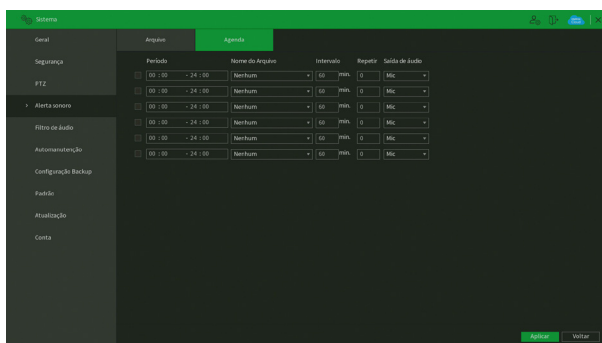 Sistema
Geral
Segurança
PTZ
Alerta sonoro
Filtro de áudio
Automanutenção
Configuração Backup
Padrão
Atualização
Conta
Arquivo Agenda
Período Nome do Arquivo Intervalo Repetir Saída de áudio
00 : 00 - 24 : 00 Nenhum 60 min. 0 Mic
00 : 00 - 24 : 00 Nenhum 60 min. 0 Mic
00 : 00 - 24 : 00 Nenhum 60 min. 0 Mic
00 : 00 - 24 : 00 Nenhum 60 min. 0 Mic
00 : 00 - 24 : 00 Nenhum 60 min. 0 Mic
00 : 00 - 24 : 00 Nenhum 60 min. 0 Mic
Aplicar Voltar